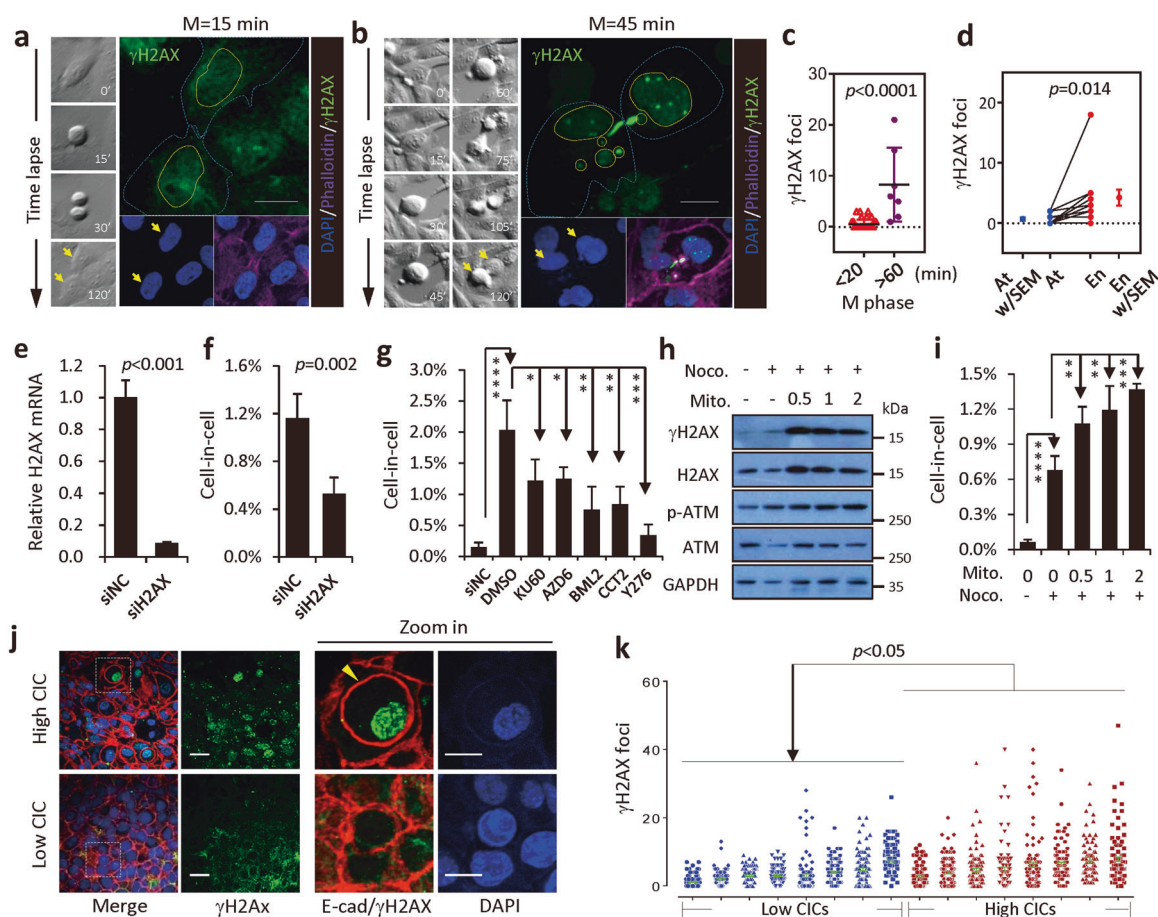 a
M=15 min
Time lapse
0'
15'
30'
120'
γH2AX
DAPI/Phalloidin/γH2AX
b
M=45 min
Time lapse
0'
60'
15'
75'
30'
105'
45'
120'
γH2AX
DAPI/Phalloidin/γH2AX
c
γH2AX foci
30
20
10
0
p<0.0001
<20
>60
(min)
M phase
d
γH2AX foci
20
10
0
p=0.014
At
w/SEM
At
En
En
w/SEM
e
Relative H2AX mRNA
1.2
1.0
0.8
0.6
0.4
0.2
0.0
p<0.001
siNC
siH2AX
f
Cell-in-cell
1.6%
1.2%
0.8%
0.4%
0.0%
p=0.002
siNC
siH2AX
g
Cell-in-cell
3.0%
2.5%
2.0%
1.5%
1.0%
0.5%
0.0%
****
*
*
**
**
***
siNC
DMSO
KU60
AZD6
BML2
CCT2
Y276
h
Noco. - + + + +
Mito. - - 0.5 1 2
kDa
γH2AX
15
H2AX
15
p-ATM
250
ATM
250
GAPDH
35
i
Cell-in-cell
1.5%
1.2%
0.9%
0.6%
0.3%
0.0%
****
**
**
***
Mito. 0 0 0.5 1 2
Noco. - + + + +
j
Zoom in
High CIC
Low CIC
Merge
γH2Ax
E-cad/γH2AX
DAPI
k
p<0.05
γH2AX foci
60
40
20
0
Low CICs
High CICs